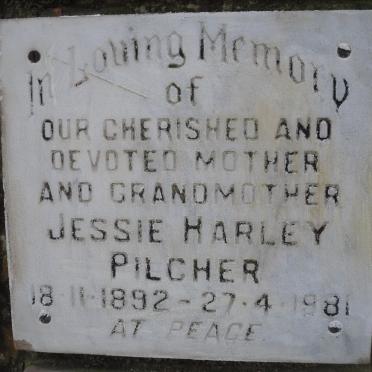 In Loving Memory
of
OUR CHERISHED AND
DEVOTED MOTHER
AND GRANDMOTHER
JESSIE HARLEY
PILCHER
18·11·1892 - 27·4·1981
AT PEACE